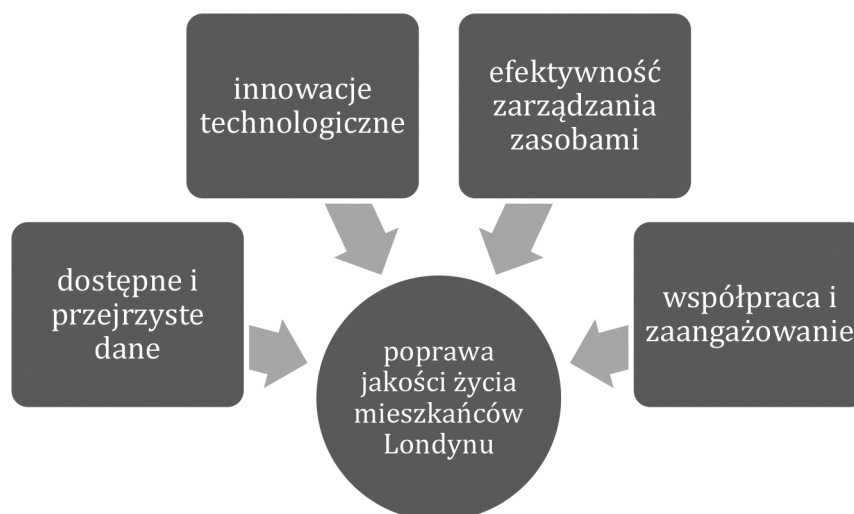 innowacje
technologiczne
efektywność
zarządzania
zasobami
dostępne i
przejrzyste
dane
współpraca i
zaangażowanie
poprawa
jakości życia
mieszkańców
Londynu